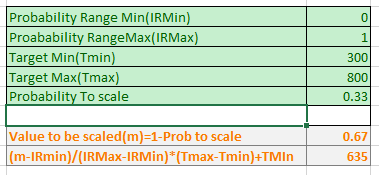 Probability Range Min(IRMin) 0
Proabability RangeMax(IRMax) 1
Target Min(Tmin) 300
Target Max(Tmax) 800
Probability To scale 0.33
Value to be scaled(m)=1-Prob to scale 0.67
(m-IRmin)/(IRMax-IRMin)*(Tmax-Tmin)+TMIn 635